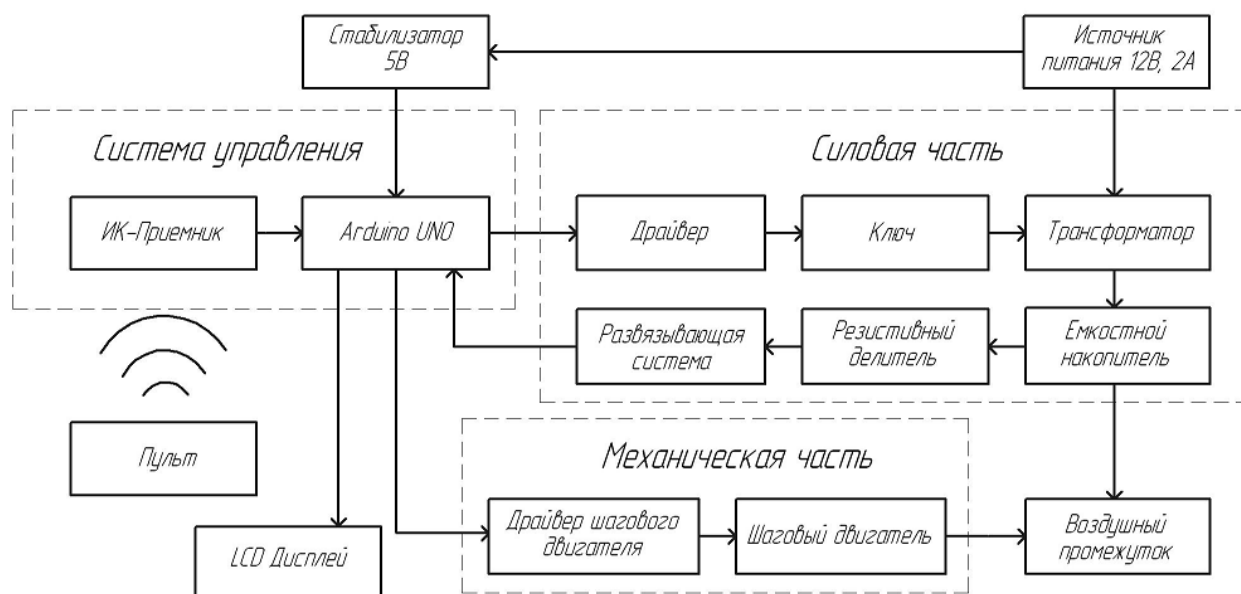 Стабилизатор
5В
Источник
питания 12В, 2А
Система управления
Силовая часть
ИК-Приемник
Arduino UNO
Драйвер
Ключ
Трансформатор
Развязывающая
система
Резистивный
делитель
Емкостной
накопитель
Пульт
Механическая часть
LCD Дисплей
Драйвер шагового
двигателя
Шаговый двигатель
Воздушный
промежуток